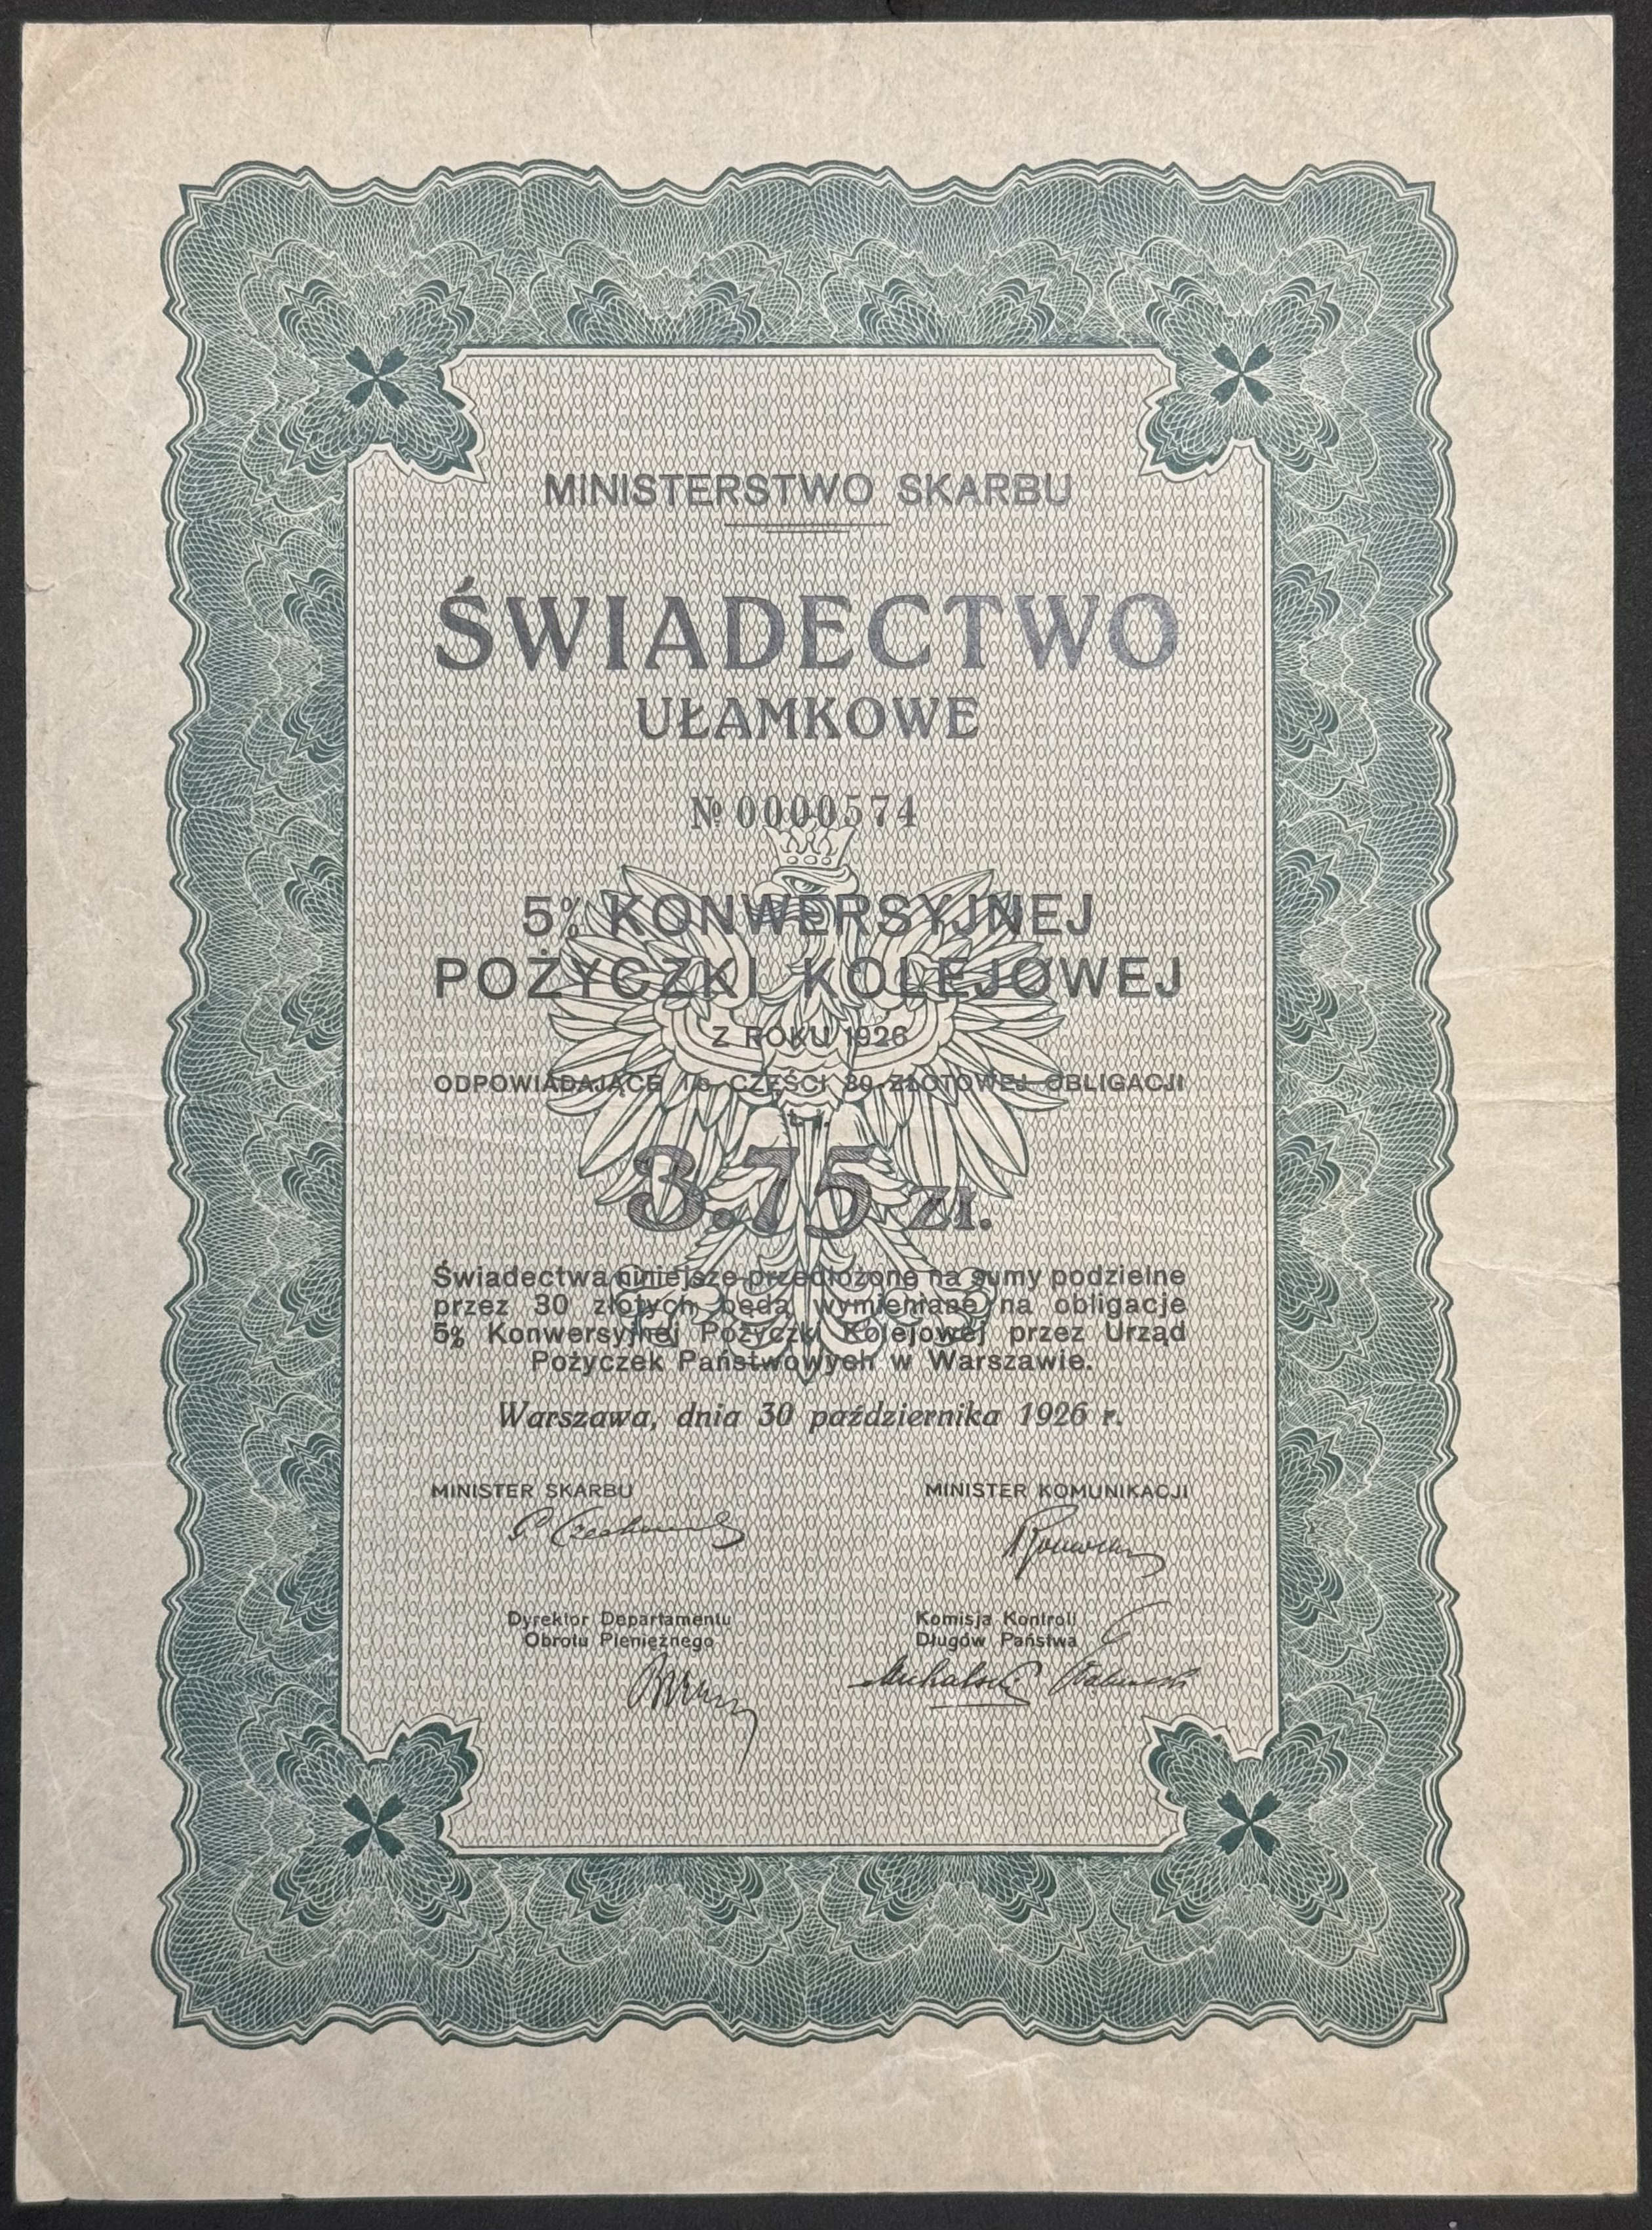 MINISTERSTWO SKARBU
ŚWIADECTWO
UŁAMKOWE
№ 0000574
5% KONWERSYJNEJ
POŻYCZKI KOLEJOWEJ
Z ROKU 1926
ODPOWIADAJĄCE 1/8 CZĘŚCI 30-ZŁOTOWEJ OBLIGACJI
t. j.
3.75 zł.
Świadectwa niniejsze przedłożone na sumy podzielne
przez 30 złotych będą wymieniane na obligacje
5% Konwersyjnej Pożyczki Kolejowej przez Urząd
Pożyczek Państwowych w Warszawie.
Warszawa, dnia 30 października 1926 r.
MINISTER SKARBU MINISTER KOMUNIKACJI
Dyrektor Departamentu
Obrotu Pieniężnego
Komisja Kontroli
Długów Państwa
Michalski